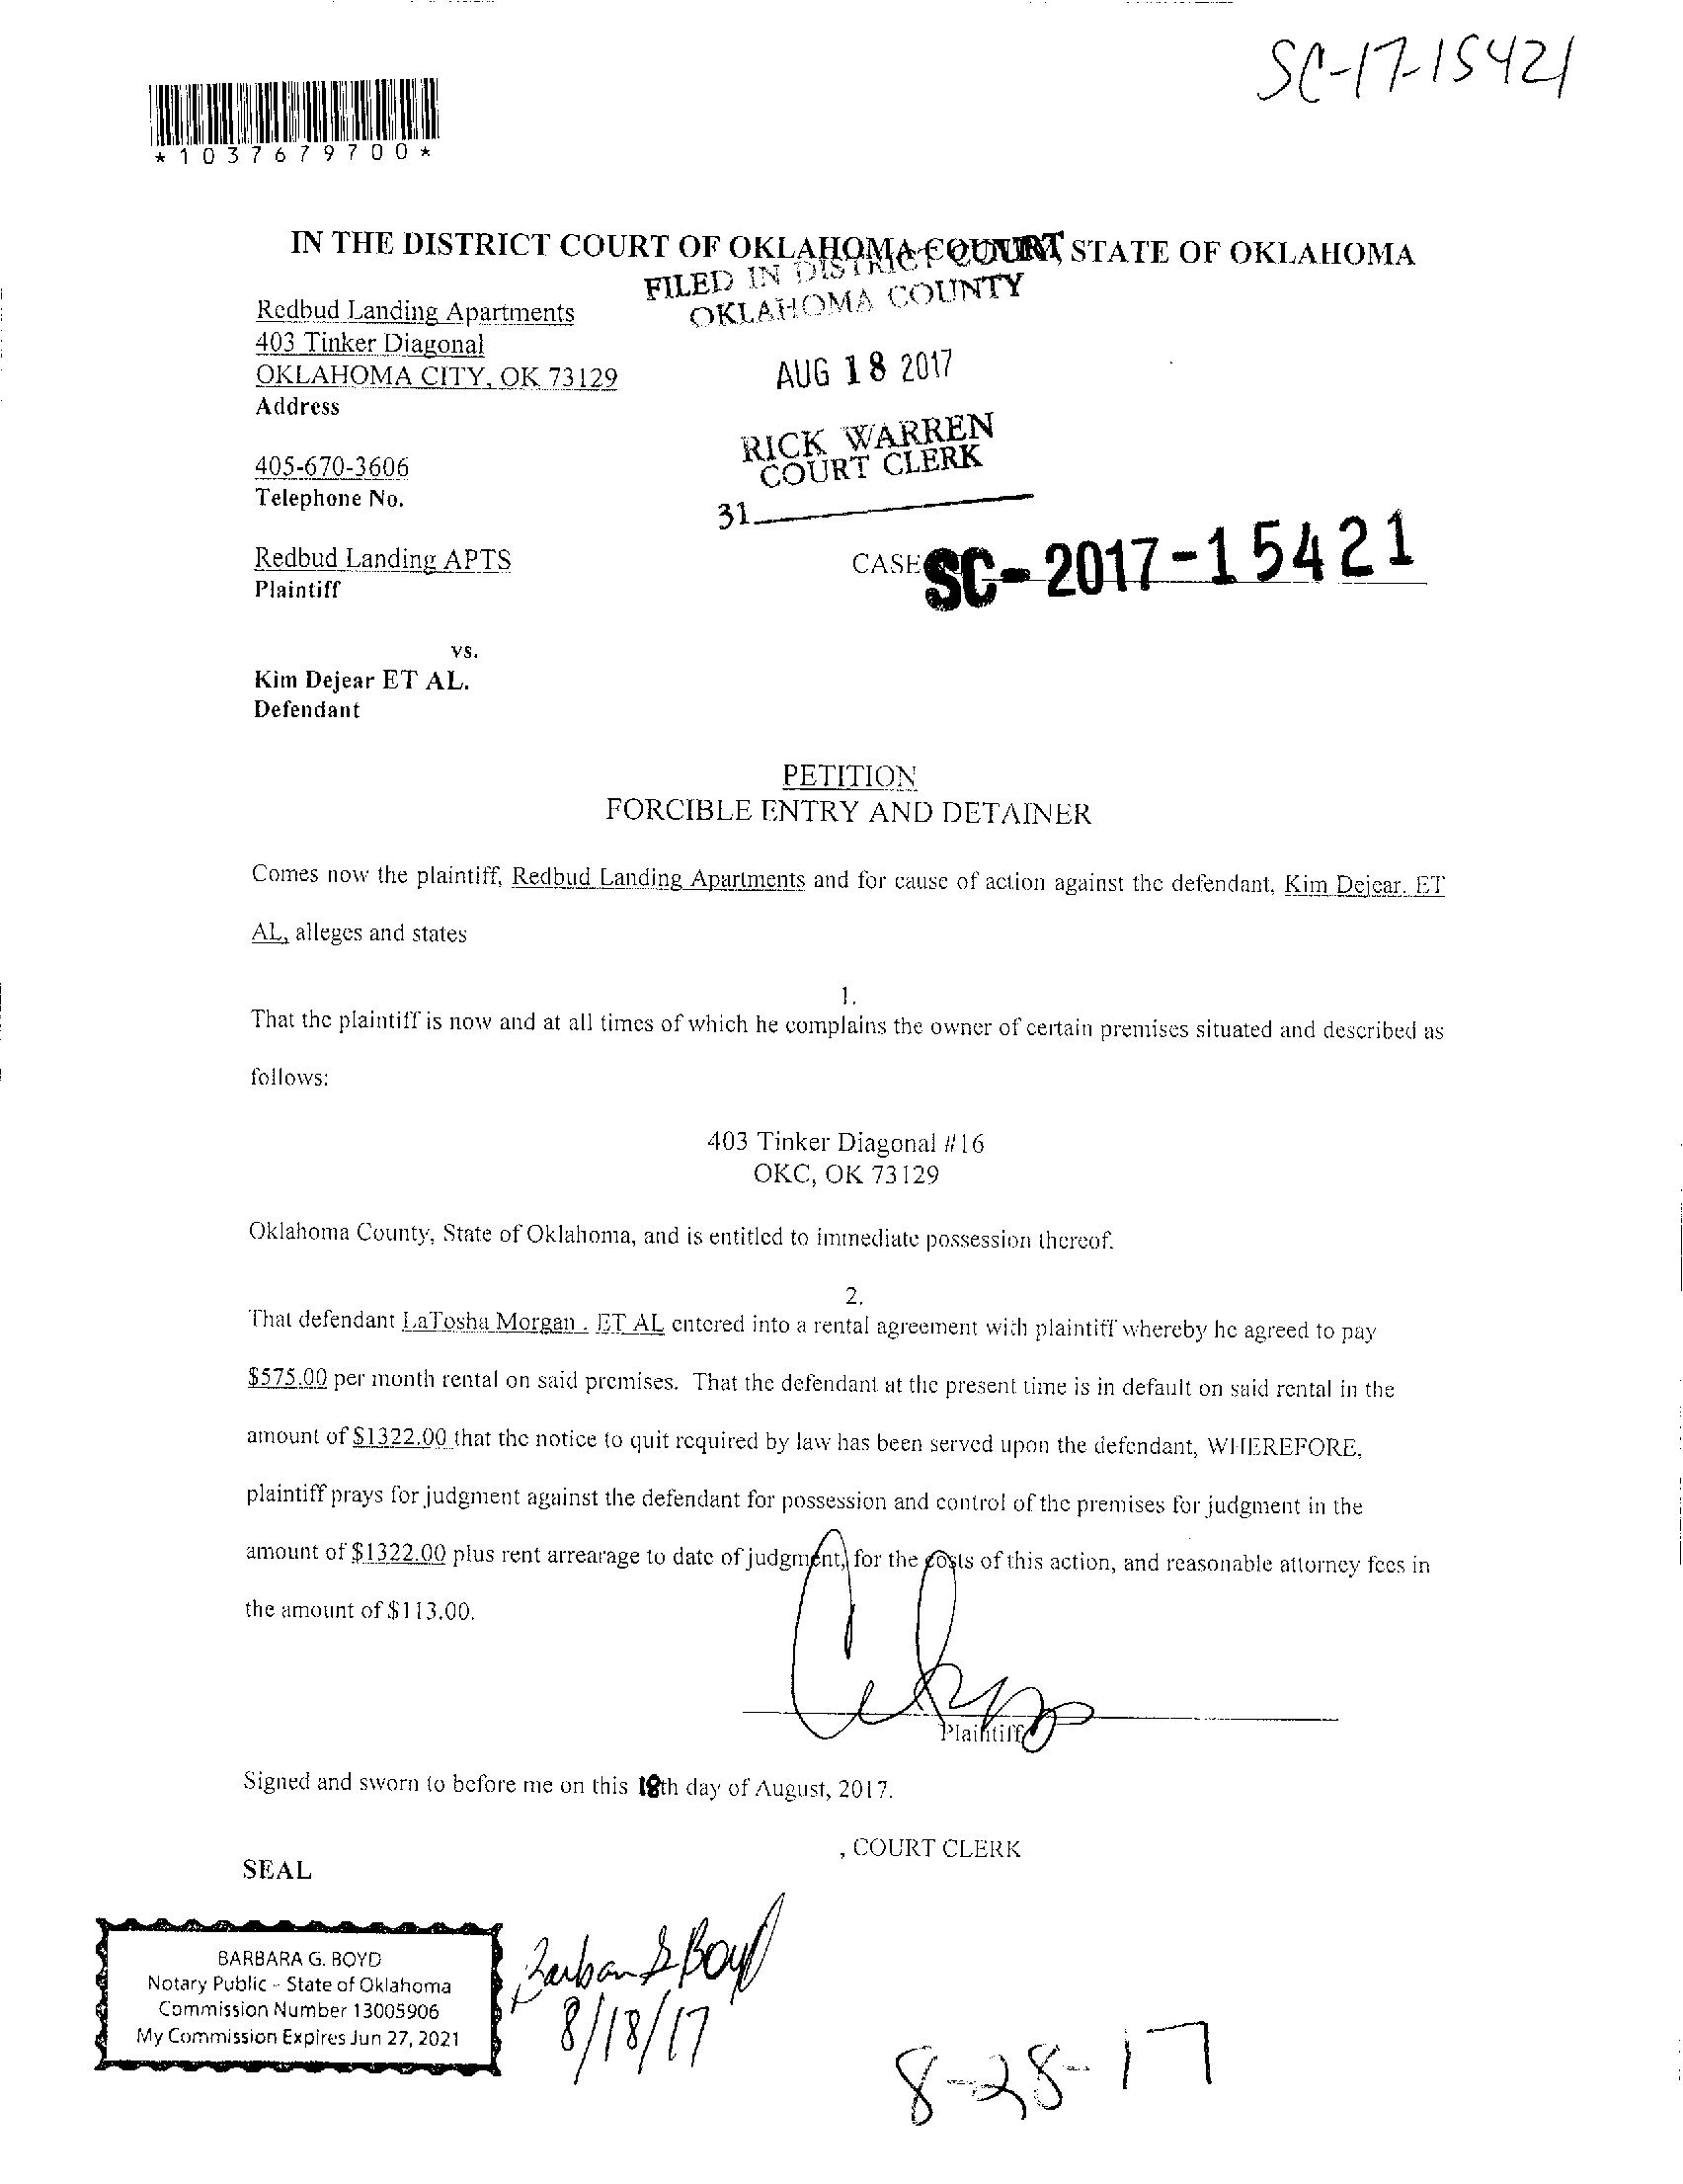 SC-17-15421
*1037679700*
IN THE DISTRICT COURT OF OKLAHOMA COUNTY, STATE OF OKLAHOMA
FILED IN DISTRICT COURT
OKLAHOMA COUNTY
Redbud Landing Apartments
403 Tinker Diagonal
OKLAHOMA CITY, OK 73129
Address
AUG 18 2017
RICK WARREN
COURT CLERK
405-670-3606
Telephone No.
31
Redbud Landing APTS
Plaintiff
CASE SC-2017-15421
vs.
Kim Dejear ET AL.
Defendant
PETITION
FORCIBLE ENTRY AND DETAINER
Comes now the plaintiff, Redbud Landing Apartments and for cause of action against the defendant, Kim Dejear. ET
AL, alleges and states
1.
That the plaintiff is now and at all times of which he complains the owner of certain premises situated and described as
follows:
403 Tinker Diagonal #16
OKC, OK 73129
Oklahoma County, State of Oklahoma, and is entitled to immediate possession thereof.
2.
That defendant LaTosha Morgan . ET AL entered into a rental agreement with plaintiff whereby he agreed to pay
$575.00 per month rental on said premises. That the defendant at the present time is in default on said rental in the
amount of $1322.00 that the notice to quit required by law has been served upon the defendant, WHEREFORE,
plaintiff prays for judgment against the defendant for possession and control of the premises for judgment in the
amount of $1322.00 plus rent arrearage to date of judgment, for the costs of this action, and reasonable attorney fees in
the amount of $113.00.
Plaintiff
Signed and sworn to before me on this 18th day of August, 2017.
, COURT CLERK
SEAL
BARBARA G. BOYD
Notary Public - State of Oklahoma
Commission Number 13005906
My Commission Expires Jun 27, 2021
Barbara G Boyd
8/18/17
8-28-17